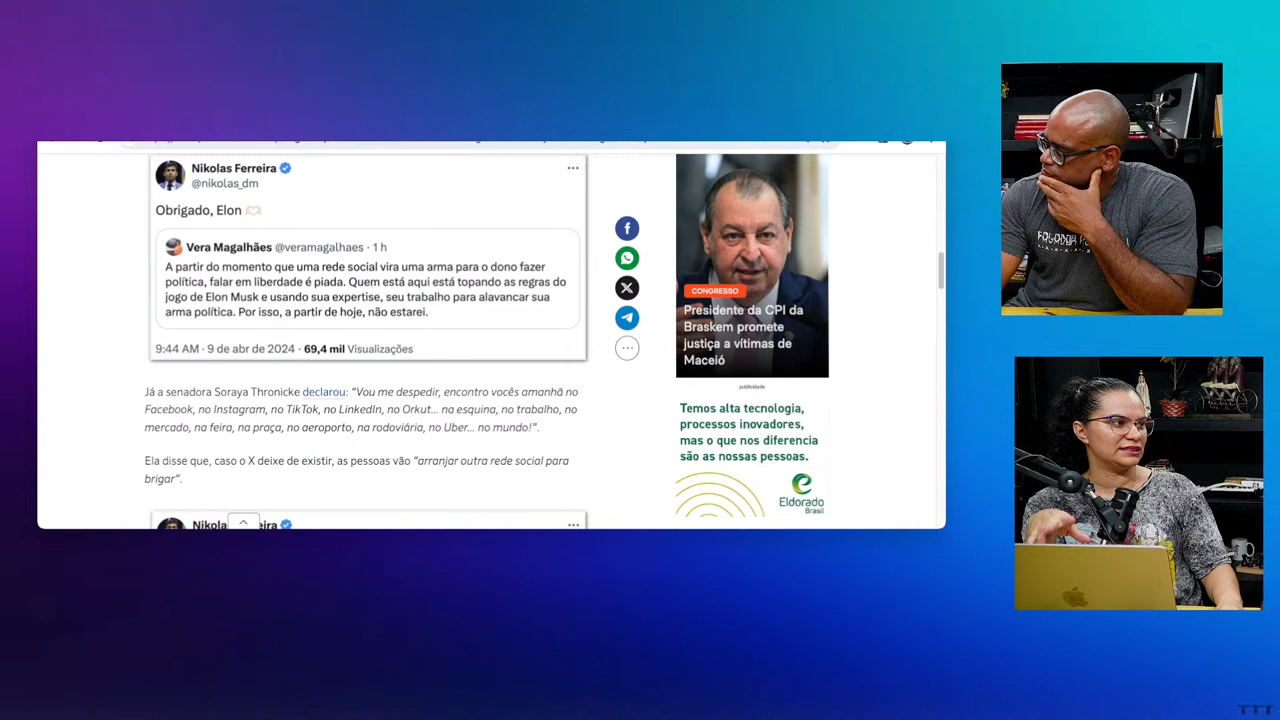 Nikolas Ferreira
@nikolas_dm
Obrigado, Elon
Vera Magalhães @veramagalhaes · 1 h
A partir do momento que uma rede social vira uma arma para o dono fazer
política, falar em liberdade é piada. Quem está aqui está topando as regras do
jogo de Elon Musk e usando sua expertise, seu trabalho para alavancar sua
arma política. Por isso, a partir de hoje, não estarei.
9:44 AM · 9 de abr de 2024 · 69,4 mil Visualizações
Já a senadora Soraya Thronicke declarou: “Vou me despedir, encontro vocês amanhã no
Facebook, no Instagram, no TikTok, no LinkedIn, no Orkut... na esquina, no trabalho, no
mercado, na feira, na praça, no aeroporto, na rodoviária, no Uber... no mundo!”.
Ela disse que, caso o X deixe de existir, as pessoas vão “arranjar outra rede social para
brigar”.
CONGRESSO
Presidente da CPI da
Braskem promete
justiça a vítimas de
Maceió
publicidade
Temos alta tecnologia,
processos inovadores,
mas o que nos diferencia
são as nossas pessoas.
Eldorado
Brasil